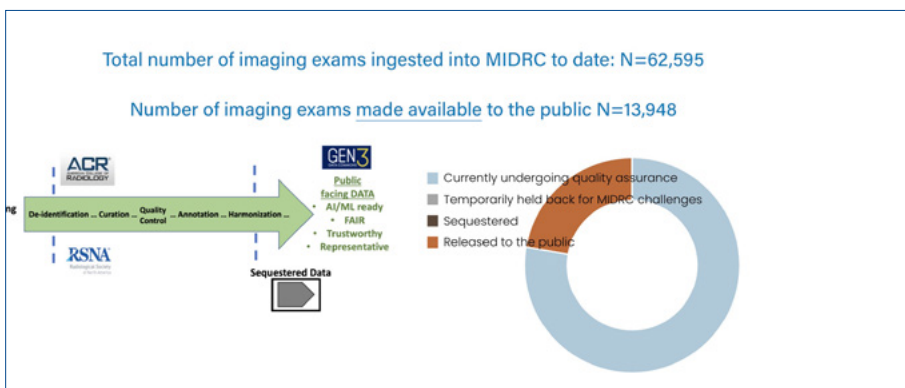 Total number of imaging exams ingested into MIDRC to date: N=62,595
Number of imaging exams made available to the public N=13,948
ACR
RADIOLOGY
GEN3
Public
facing DATA
• AI/ML ready
• FAIR
• Trustworthy
• Representative
ng
De-identification ... Curation ... Quality Control ... Annotation ... Harmonization ...
RSNA
Radiological Society
Sequestered Data
Currently undergoing quality assurance
Temporarily held back for MIDRC challenges
Sequestered
Released to the public